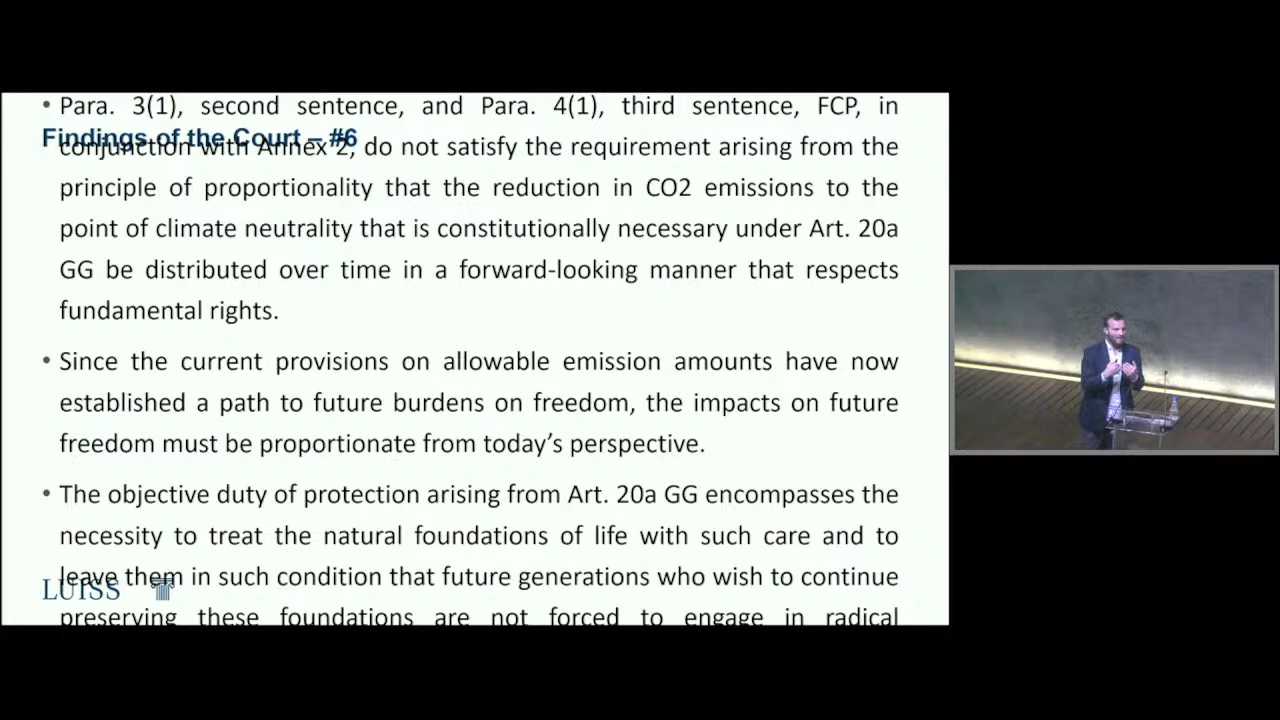 • Para. 3(1), second sentence, and Para. 4(1), third sentence, FCP, in
Findings of the Court – #6
conjunction with Annex 2, do not satisfy the requirement arising from the
principle of proportionality that the reduction in CO2 emissions to the
point of climate neutrality that is constitutionally necessary under Art. 20a
GG be distributed over time in a forward-looking manner that respects
fundamental rights.
• Since the current provisions on allowable emission amounts have now
established a path to future burdens on freedom, the impacts on future
freedom must be proportionate from today’s perspective.
• The objective duty of protection arising from Art. 20a GG encompasses the
necessity to treat the natural foundations of life with such care and to
leave them in such condition that future generations who wish to continue
LUISS
preserving these foundations are not forced to engage in radical